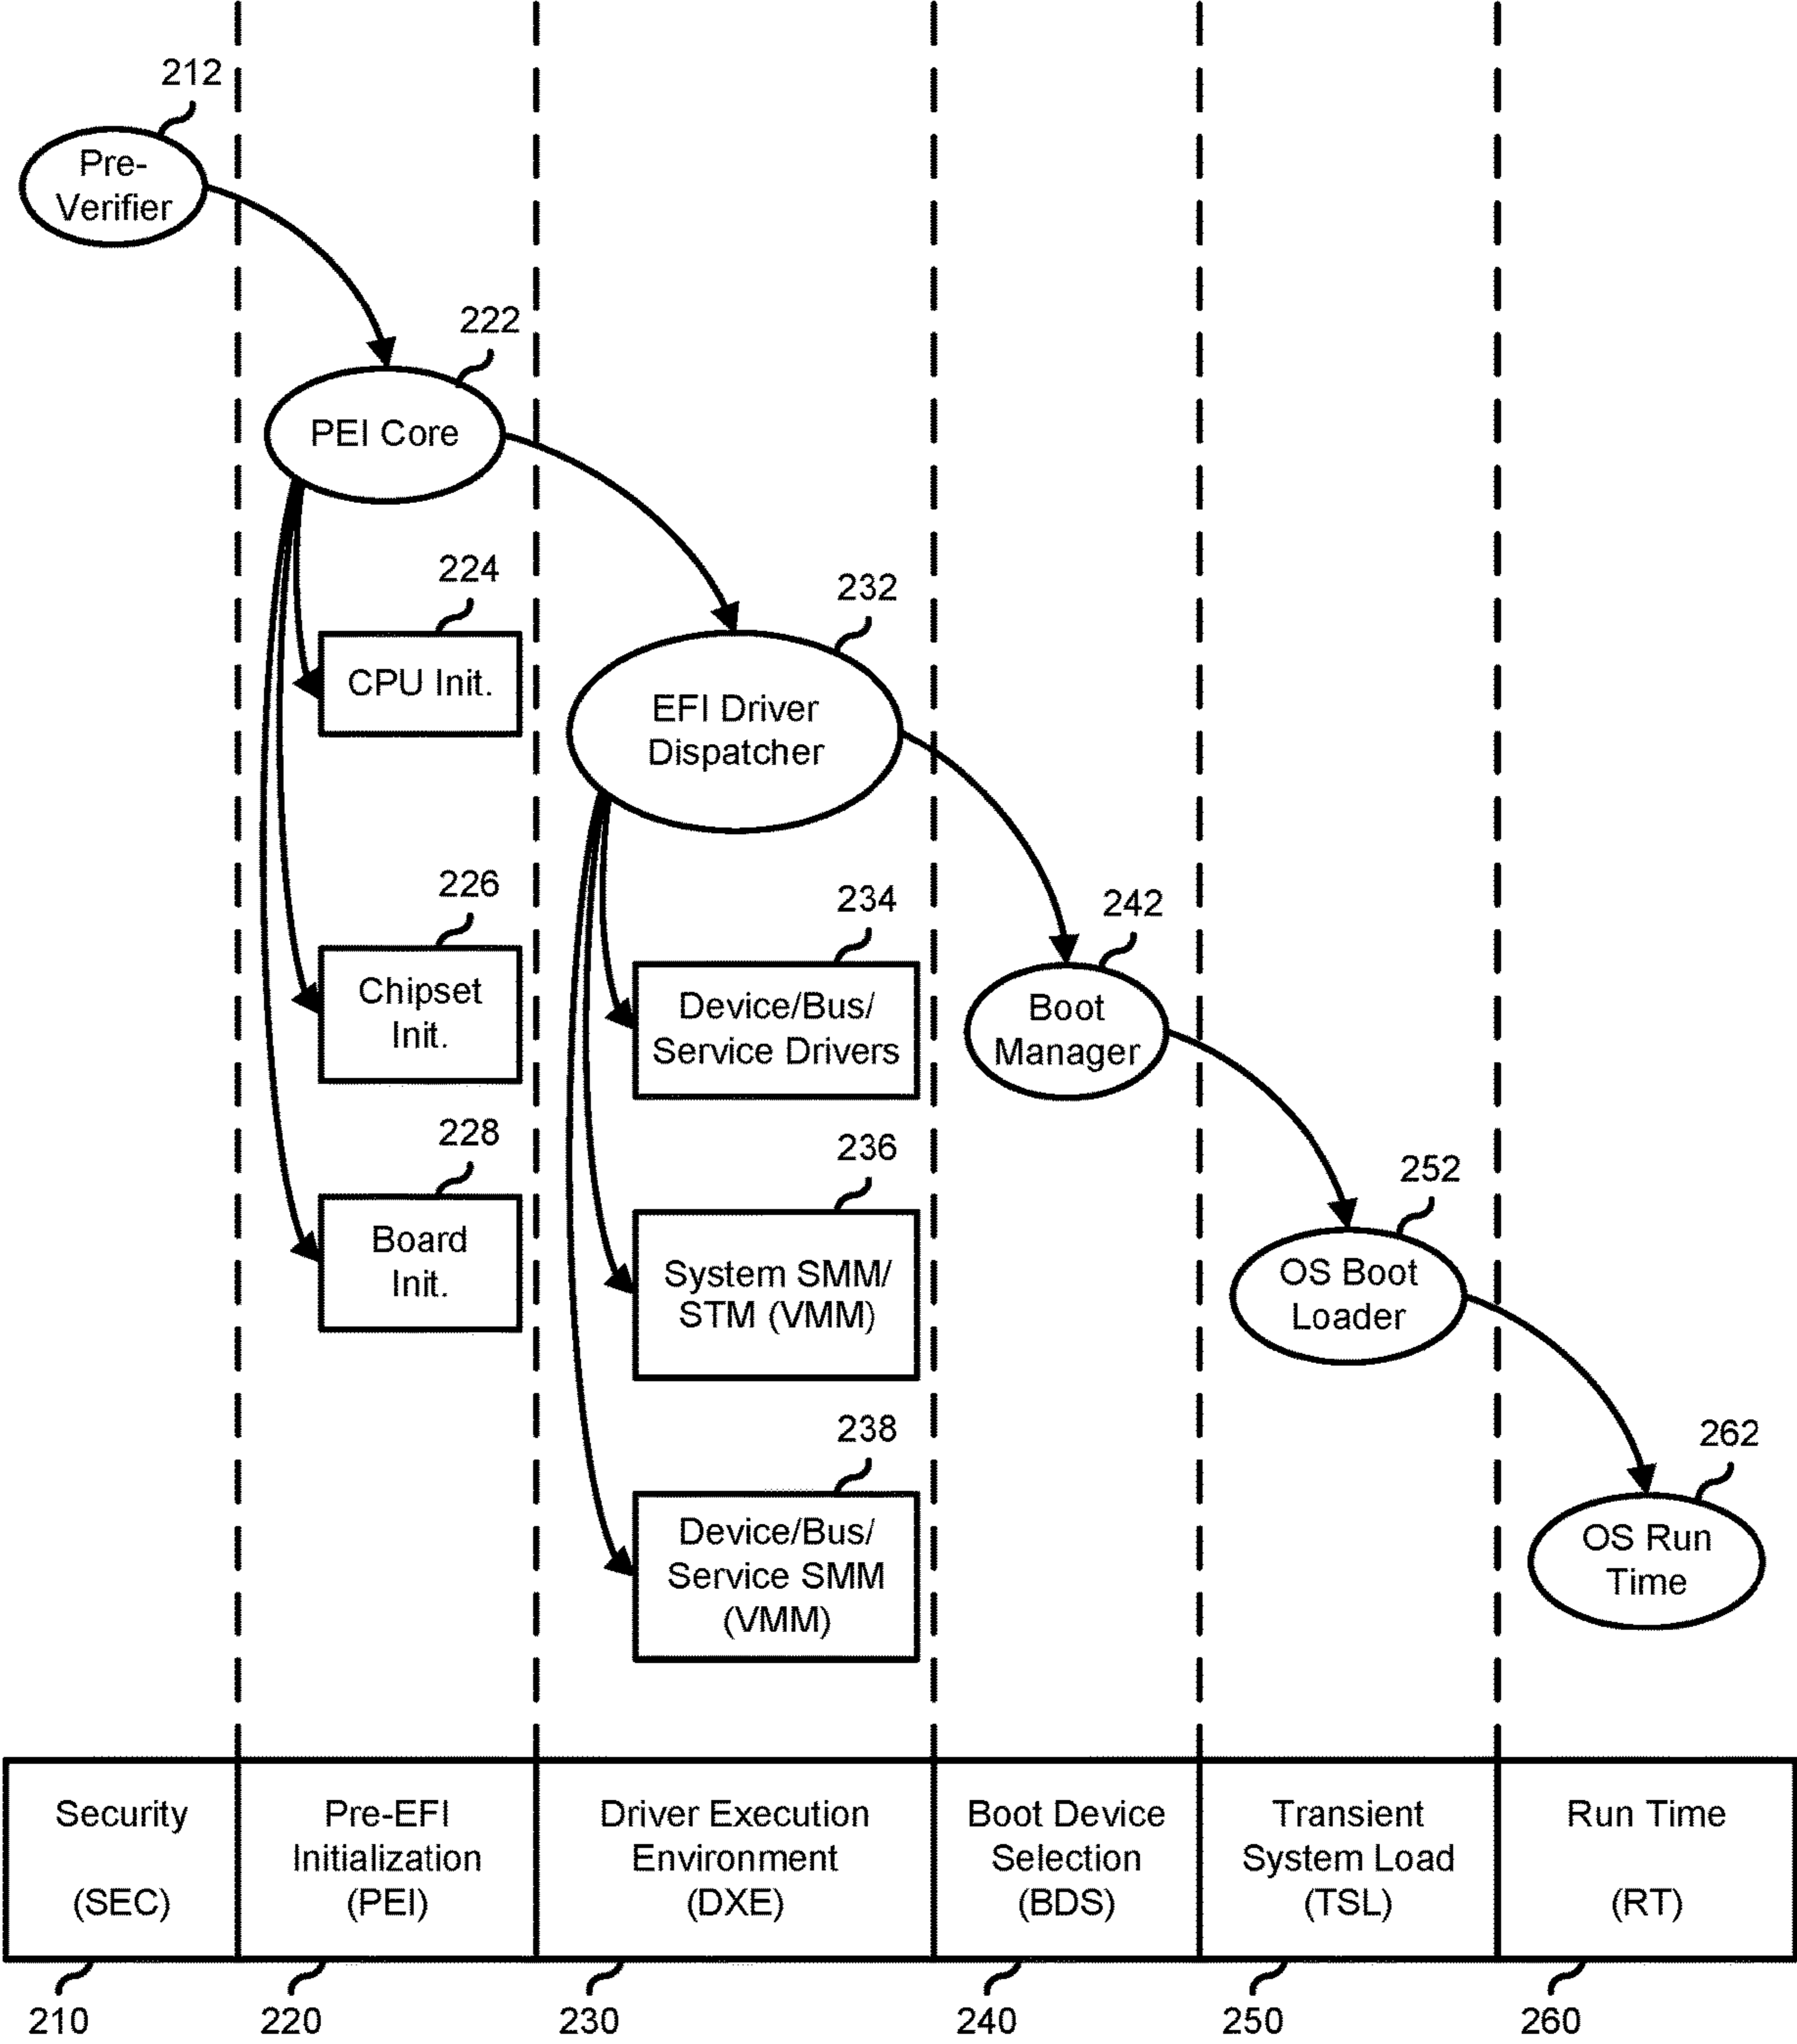 212
Pre-
Verifier
222
PEI Core
224
CPU Init.
232
EFI Driver
Dispatcher
226
Chipset
Init.
234
Device/Bus/
Service Drivers
242
Boot
Manager
228
Board
Init.
236
System SMM/
STM (VMM)
252
OS Boot
Loader
238
Device/Bus/
Service SMM
(VMM)
262
OS Run
Time
Security
(SEC)
Pre-EFI
Initialization
(PEI)
Driver Execution
Environment
(DXE)
Boot Device
Selection
(BDS)
Transient
System Load
(TSL)
Run Time
(RT)
210
220
230
240
250
260